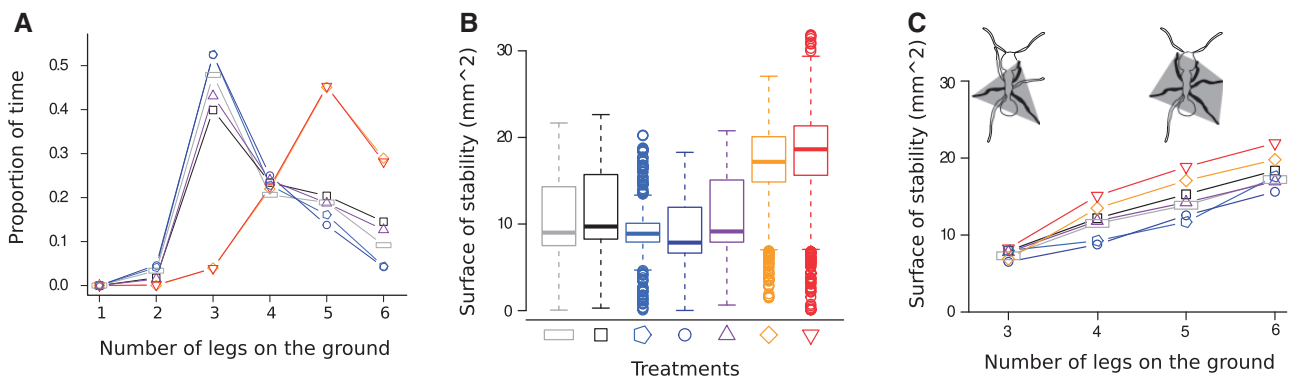 A
Proportion of time
0.5
0.4
0.3
0.2
0.1
0.0
1 2 3 4 5 6
Number of legs on the ground
B
Surface of stability (mm^2)
30
20
10
0
Treatments
C
Surface of stability (mm^2)
30
20
10
0
3 4 5 6
Number of legs on the ground